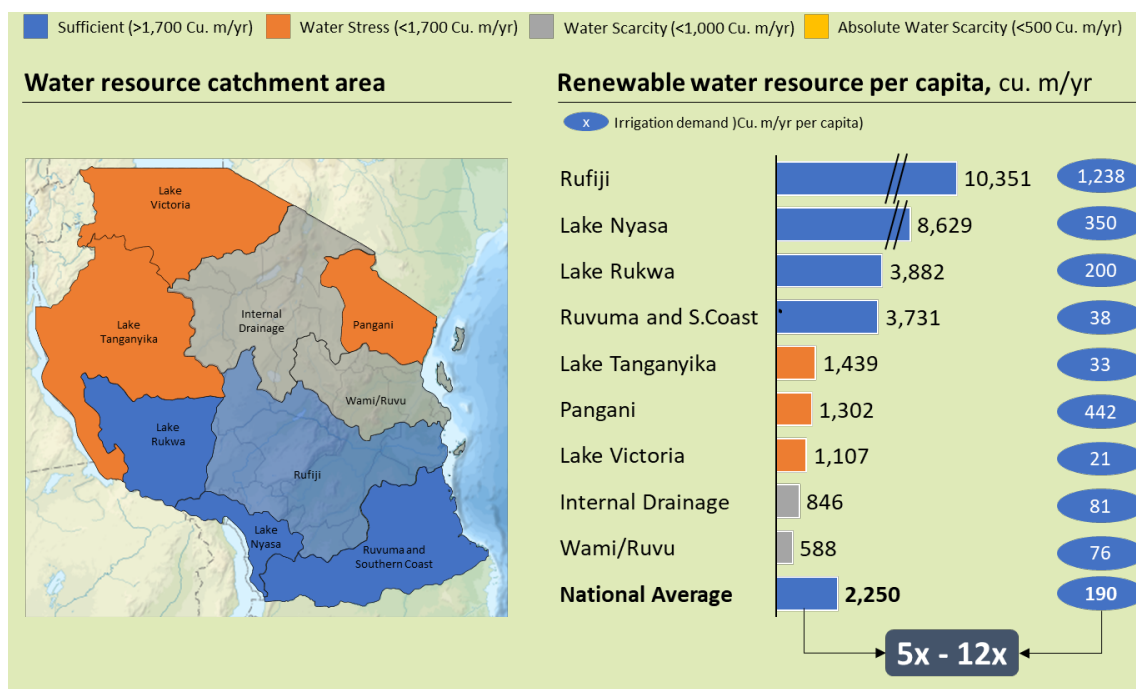 Sufficient (>1,700 Cu. m/yr)
Water Stress (<1,700 Cu. m/yr)
Water Scarcity (<1,000 Cu. m/yr)
Absolute Water Scarcity (<500 Cu. m/yr)
Water resource catchment area
Lake
Victoria
Lake
Tanganyika
Internal
Drainage
Pangani
Wami/Ruvu
Lake
Rukwa
Rufiji
Lake
Nyasa
Ruvuma and
Southern Coast
Renewable water resource per capita, cu. m/yr
x Irrigation demand )Cu. m/yr per capita)
Rufiji 10,351 1,238
Lake Nyasa 8,629 350
Lake Rukwa 3,882 200
Ruvuma and S.Coast 3,731 38
Lake Tanganyika 1,439 33
Pangani 1,302 442
Lake Victoria 1,107 21
Internal Drainage 846 81
Wami/Ruvu 588 76
National Average 2,250 190
5x - 12x